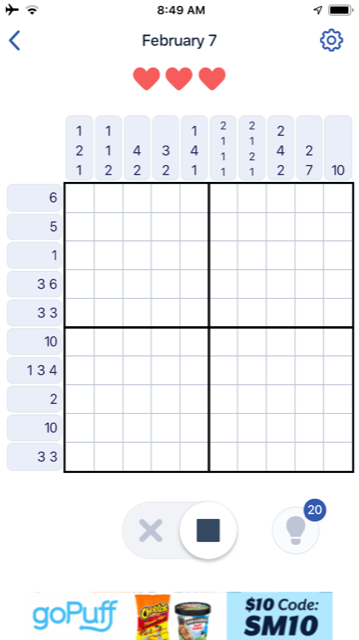 8:49 AM
February 7
1 1 1 2 2 2
2 1 4 3 4 1 1 4 2
1 2 2 2 1 1 2 2 7 10
1 1
6
5
1
3 6
3 3
10
1 3 4
2
10
3 3
20
goPuff
Cheetos
$10 Code:
SM10